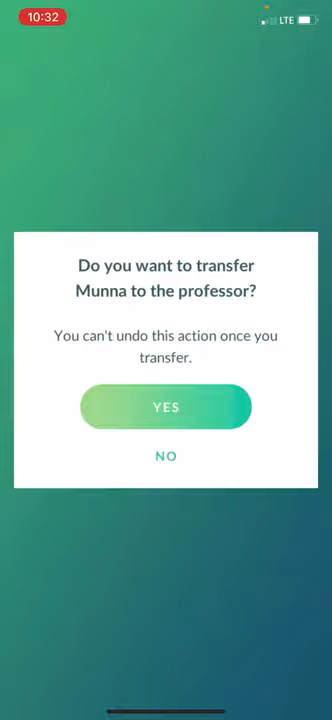 10:32
LTE
Do you want to transfer
Munna to the professor?
You can't undo this action once you
transfer.
YES
NO